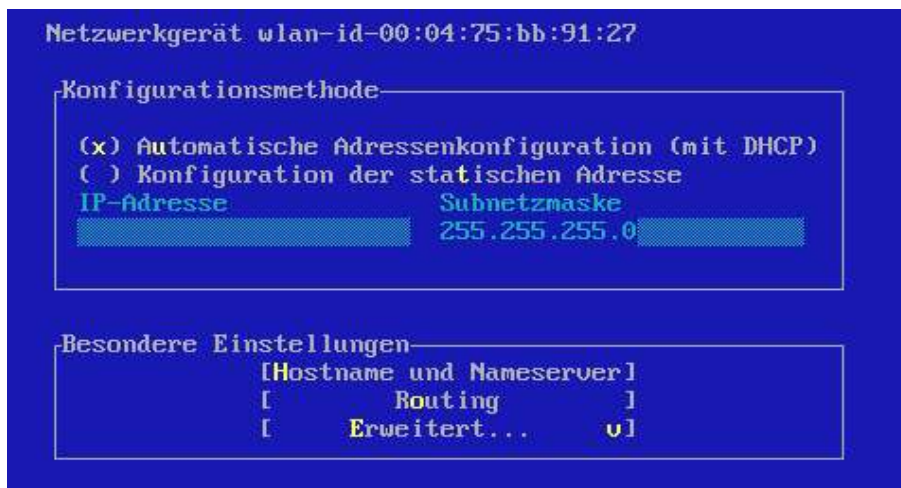 Netzwerkgerät wlan-id-00:04:75:bb:91:27
Konfigurationsmethode
(x) Automatische Adressenkonfiguration (mit DHCP)
( ) Konfiguration der statischen Adresse
IP-Adresse Subnetzmaske
255.255.255.0
Besondere Einstellungen
[Hostname und Nameserver]
[ Routing ]
[ Erweitert... v]